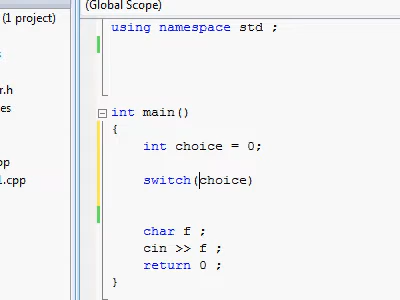 (Global Scope)
(1 project)
using namespace std ;
r.h
es
int main()
{
int choice = 0;
pp
1.cpp
switch(choice)
char f ;
cin >> f ;
return 0 ;
}